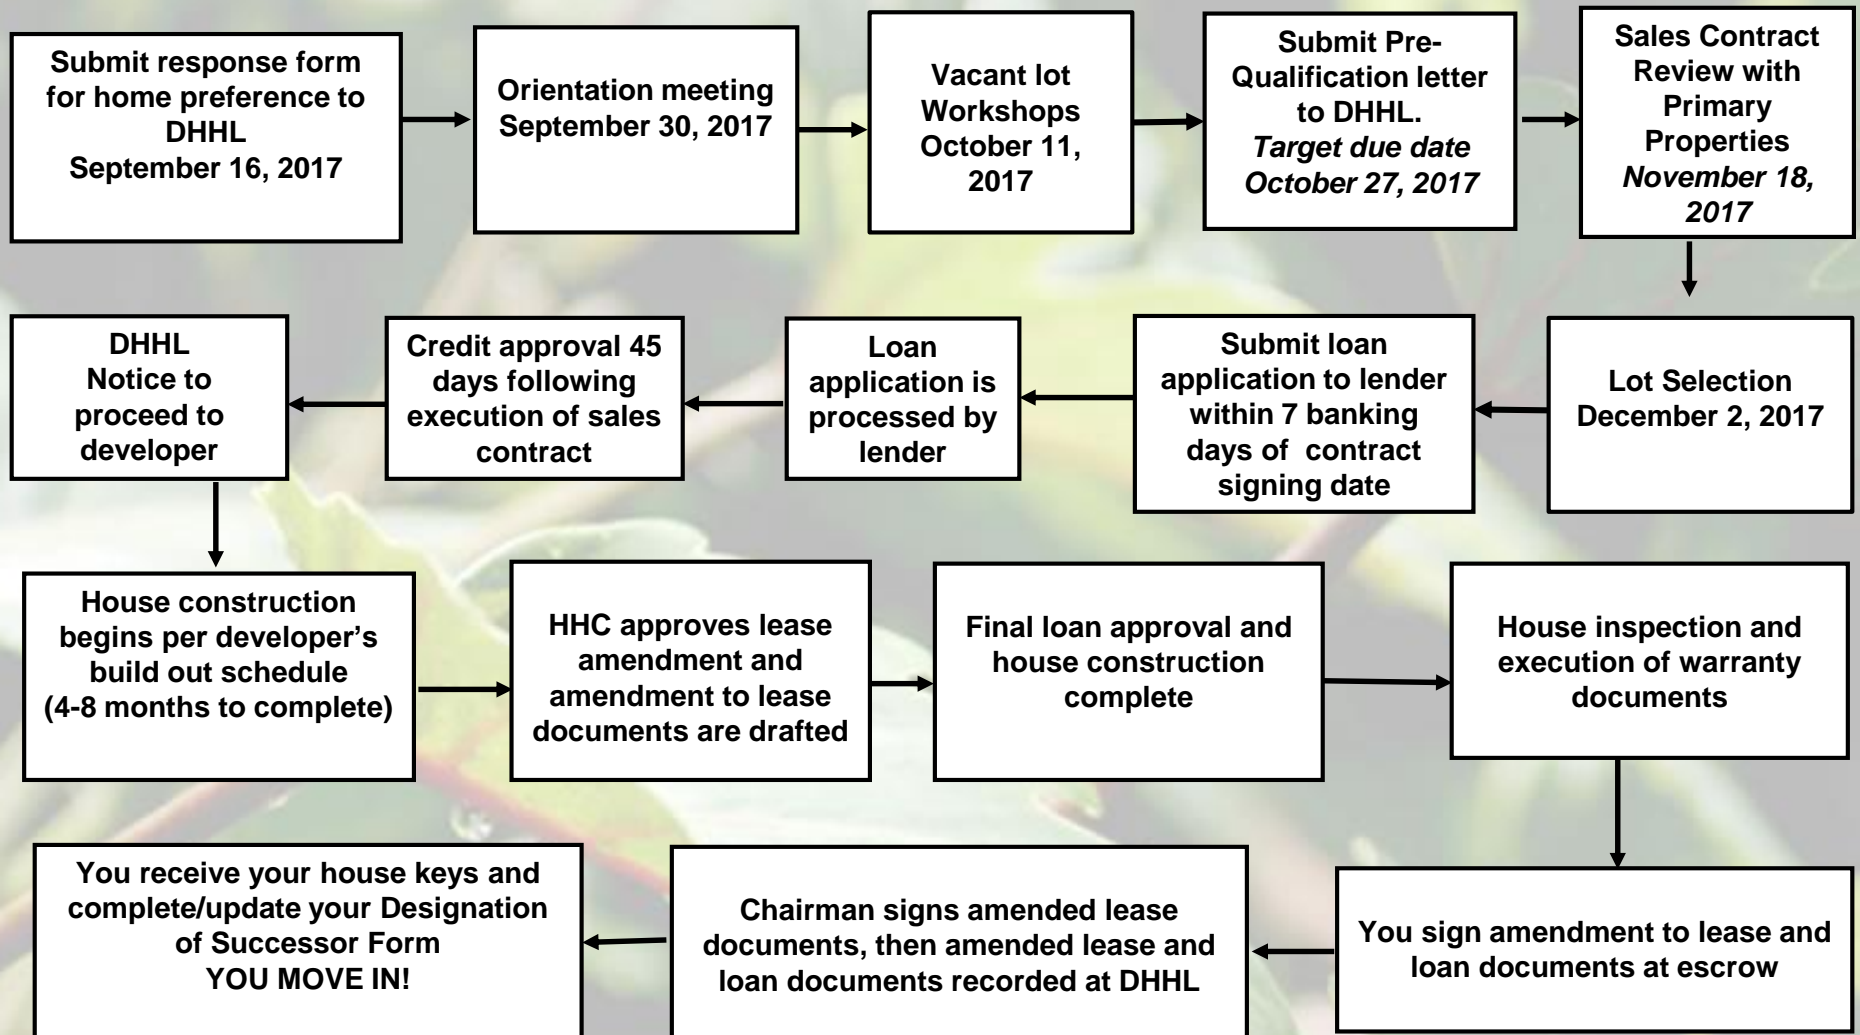 Submit response form
for home preference to
DHHL
September 16, 2017
Orientation meeting
September 30, 2017
Vacant lot
Workshops
October 11,
2017
Submit Pre-
Qualification letter
to DHHL.
Target due date
October 27, 2017
Sales Contract
Review with
Primary
Properties
November 18,
2017
Lot Selection
December 2, 2017
Submit loan
application to lender
within 7 banking
days of contract
signing date
Loan
application is
processed by
lender
Credit approval 45
days following
execution of sales
contract
DHHL
Notice to
proceed to
developer
House construction
begins per developer’s
build out schedule
(4-8 months to complete)
HHC approves lease
amendment and
amendment to lease
documents are drafted
Final loan approval and
house construction
complete
House inspection and
execution of warranty
documents
You sign amendment to lease and
loan documents at escrow
Chairman signs amended lease
documents, then amended lease and
loan documents recorded at DHHL
You receive your house keys and
complete/update your Designation
of Successor Form
YOU MOVE IN!